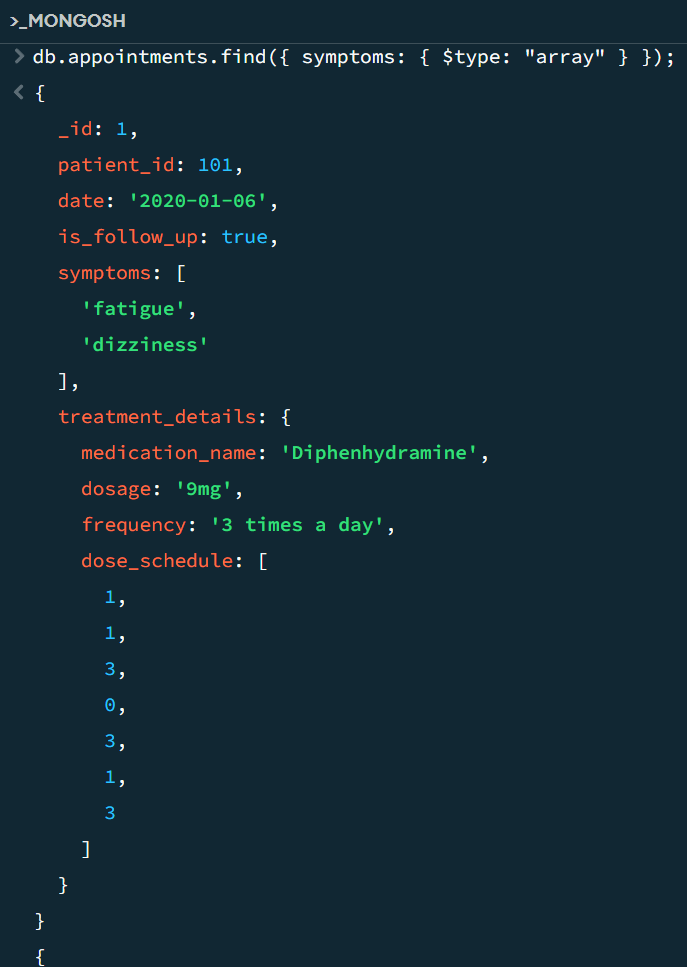 >_MONGOSH
> db.appointments.find({ symptoms: { $type: "array" } });
< {
_id: 1,
patient_id: 101,
date: '2020-01-06',
is_follow_up: true,
symptoms: [
'fatigue',
'dizziness'
],
treatment_details: {
medication_name: 'Diphenhydramine',
dosage: '9mg',
frequency: '3 times a day',
dose_schedule: [
1,
1,
3,
0,
3,
1,
3
]
}
}
{